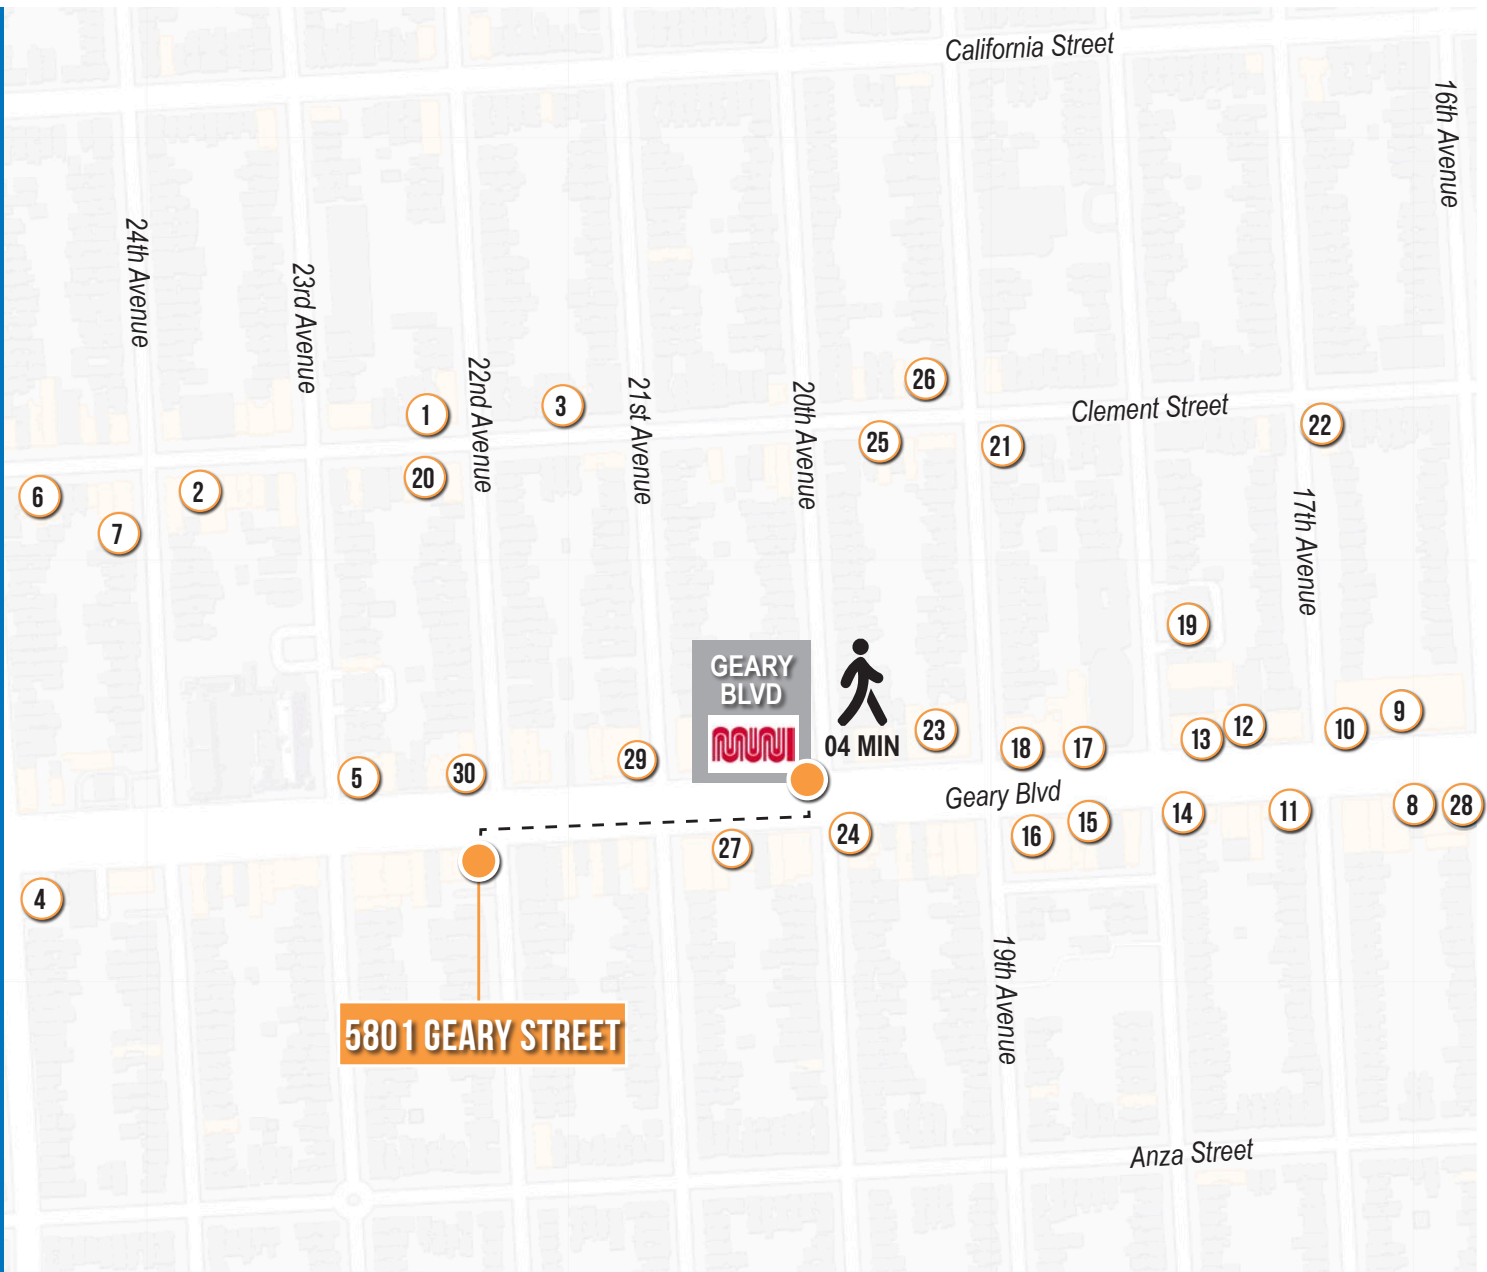 California Street
16th Avenue
24th Avenue
23rd Avenue
22nd Avenue
21st Avenue
20th Avenue
26
1
3
Clement Street
22
25
21
20
6
2
7
17th Avenue
19
GEARY
BLVD
MUNI
04 MIN
23
9
12
10
13
18
17
29
30
5
Geary Blvd
8
28
11
14
15
24
16
27
4
19th Avenue
5801 GEARY STREET
Anza Street